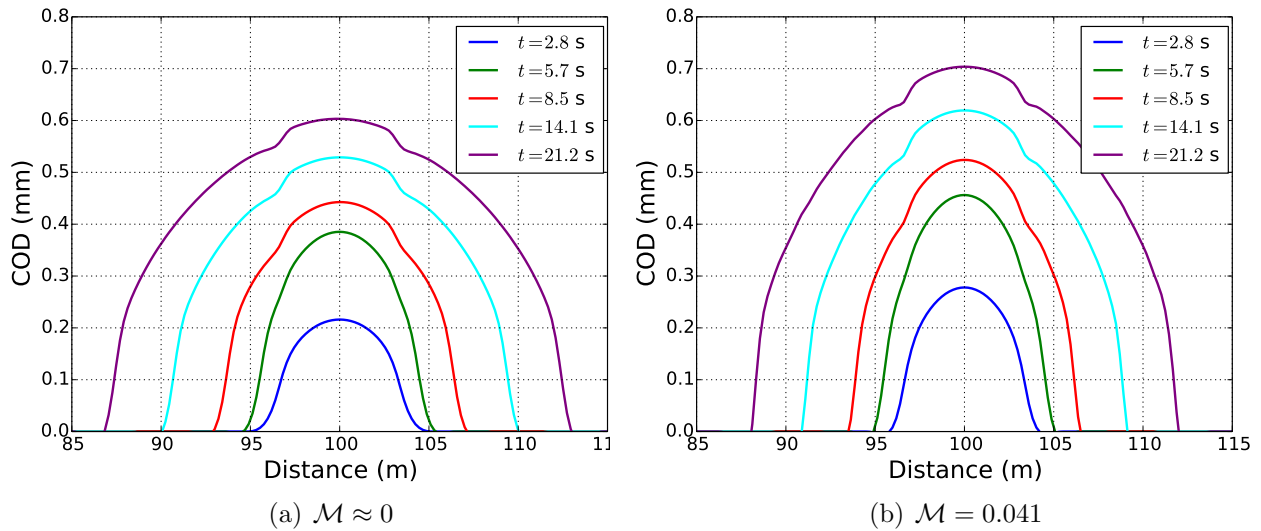 0.8
0.7
0.6
0.5
0.4
0.3
0.2
0.1
0.0
COD (mm)
85 90 95 100 105 110 11
Distance (m)
t=2.8 s
t=5.7 s
t=8.5 s
t=14.1 s
t=21.2 s
(a) M ≈ 0
0.8
0.7
0.6
0.5
0.4
0.3
0.2
0.1
0.0
COD (mm)
85 90 95 100 105 110 115
Distance (m)
t=2.8 s
t=5.7 s
t=8.5 s
t=14.1 s
t=21.2 s
(b) M = 0.041